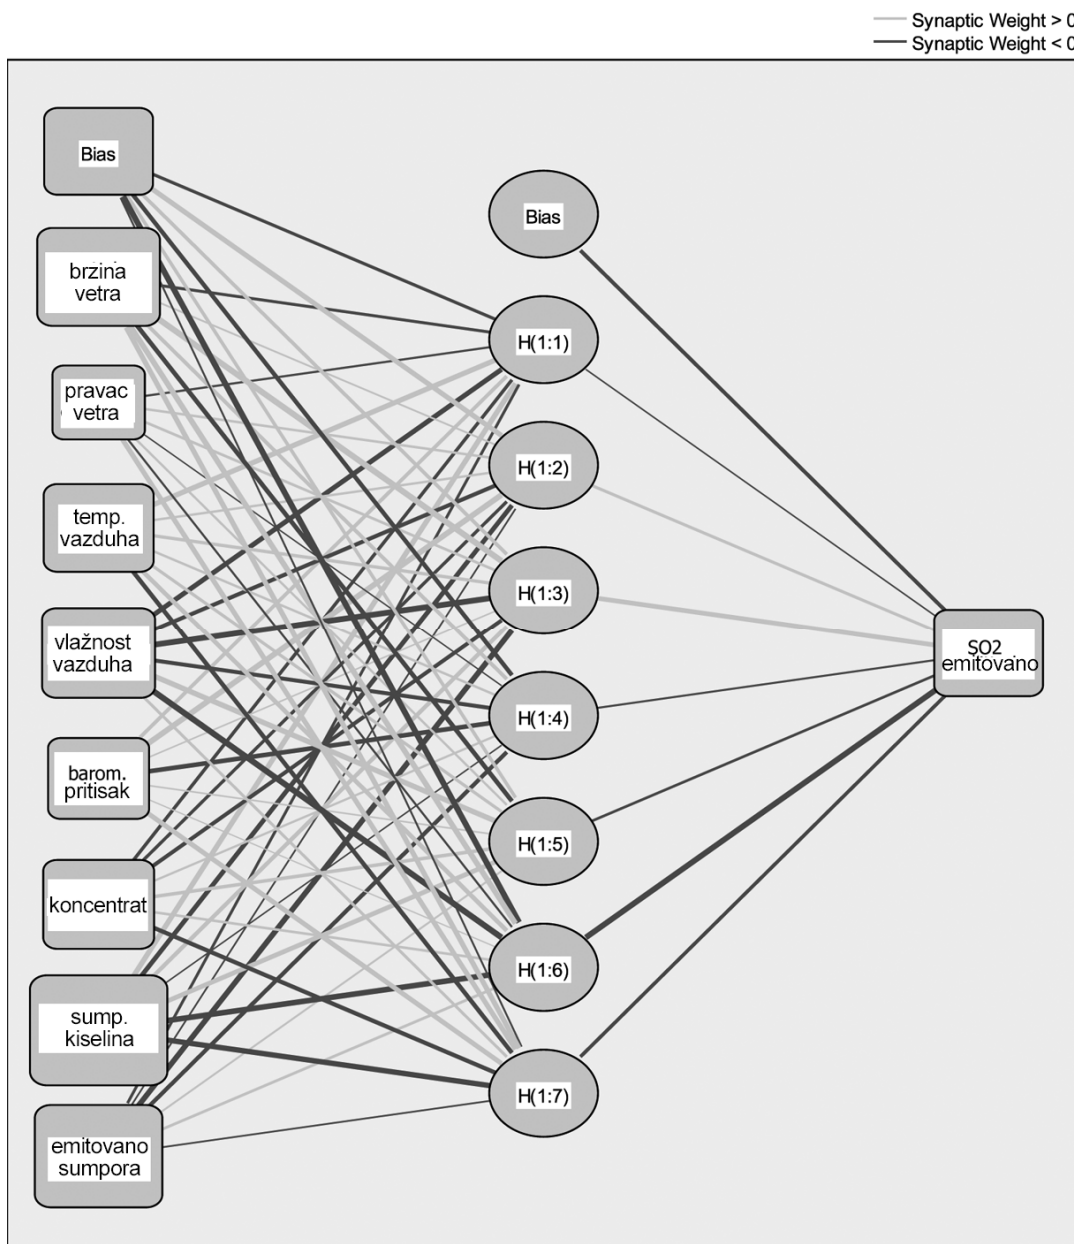 Synaptic Weight > 0
Synaptic Weight < 0
Bias
brzina
vetra
pravac
vetra
temp.
vazduha
vlažnost
vazduha
barom.
pritisak
koncentrat
sump.
kiselina
emitovano
sumpora
Bias
H(1:1)
H(1:2)
H(1:3)
H(1:4)
H(1:5)
H(1:6)
H(1:7)
SO2
emitovano